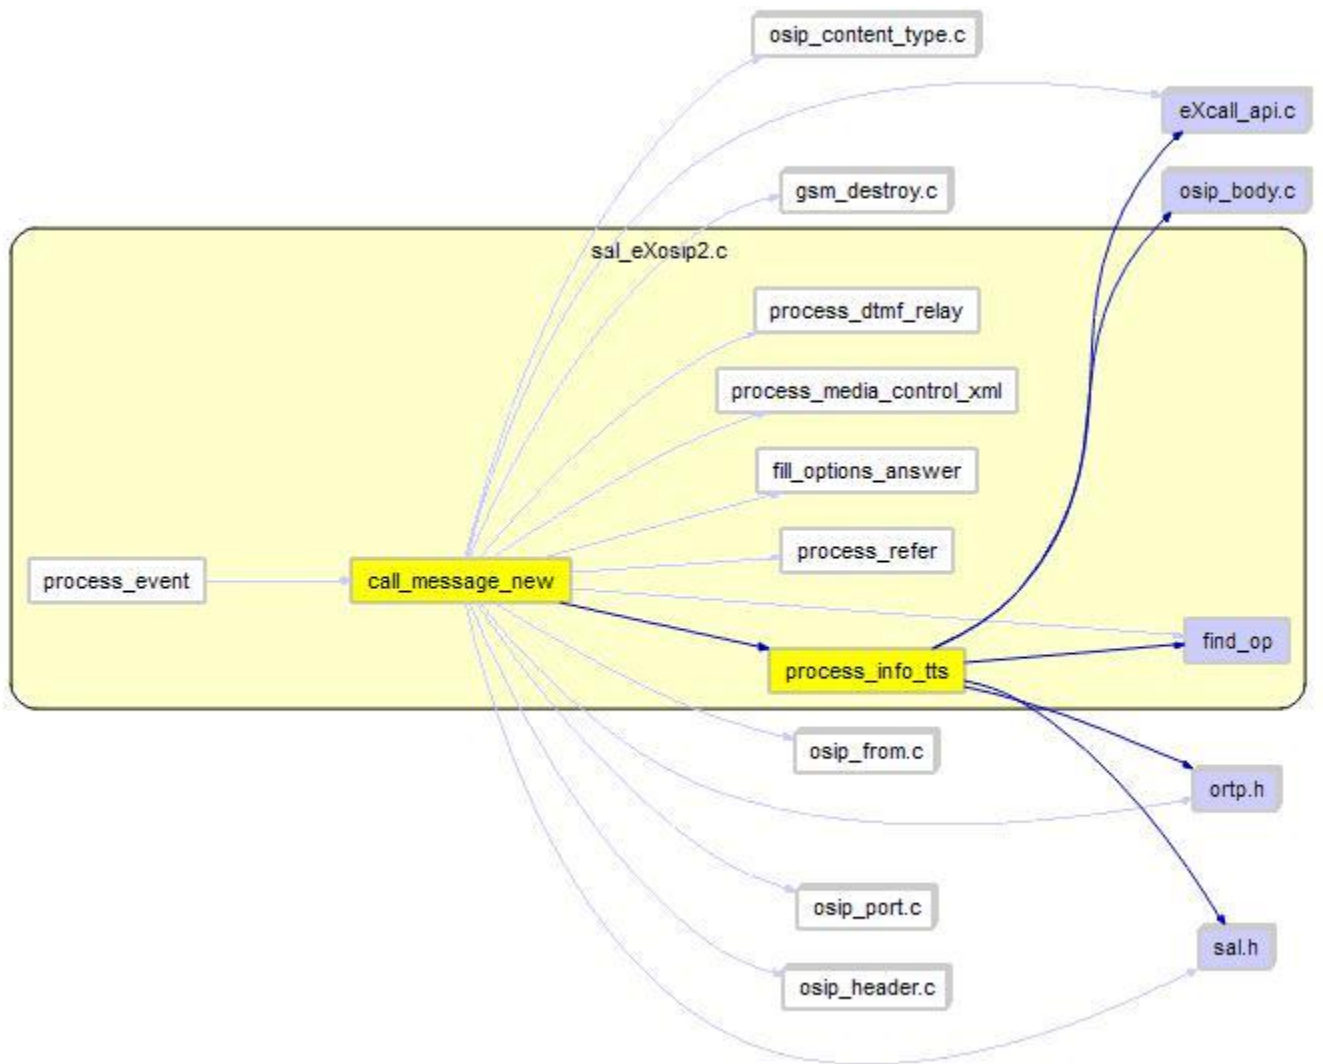 osip_content_type.c
eXcall_api.c
gsm_destroy.c
osip_body.c
sal_eXosip2.c
process_dtmf_relay
process_media_control_xml
fill_options_answer
process_refer
process_event
call_message_new
find_op
process_info_tts
osip_from.c
ortp.h
osip_port.c
sal.h
osip_header.c